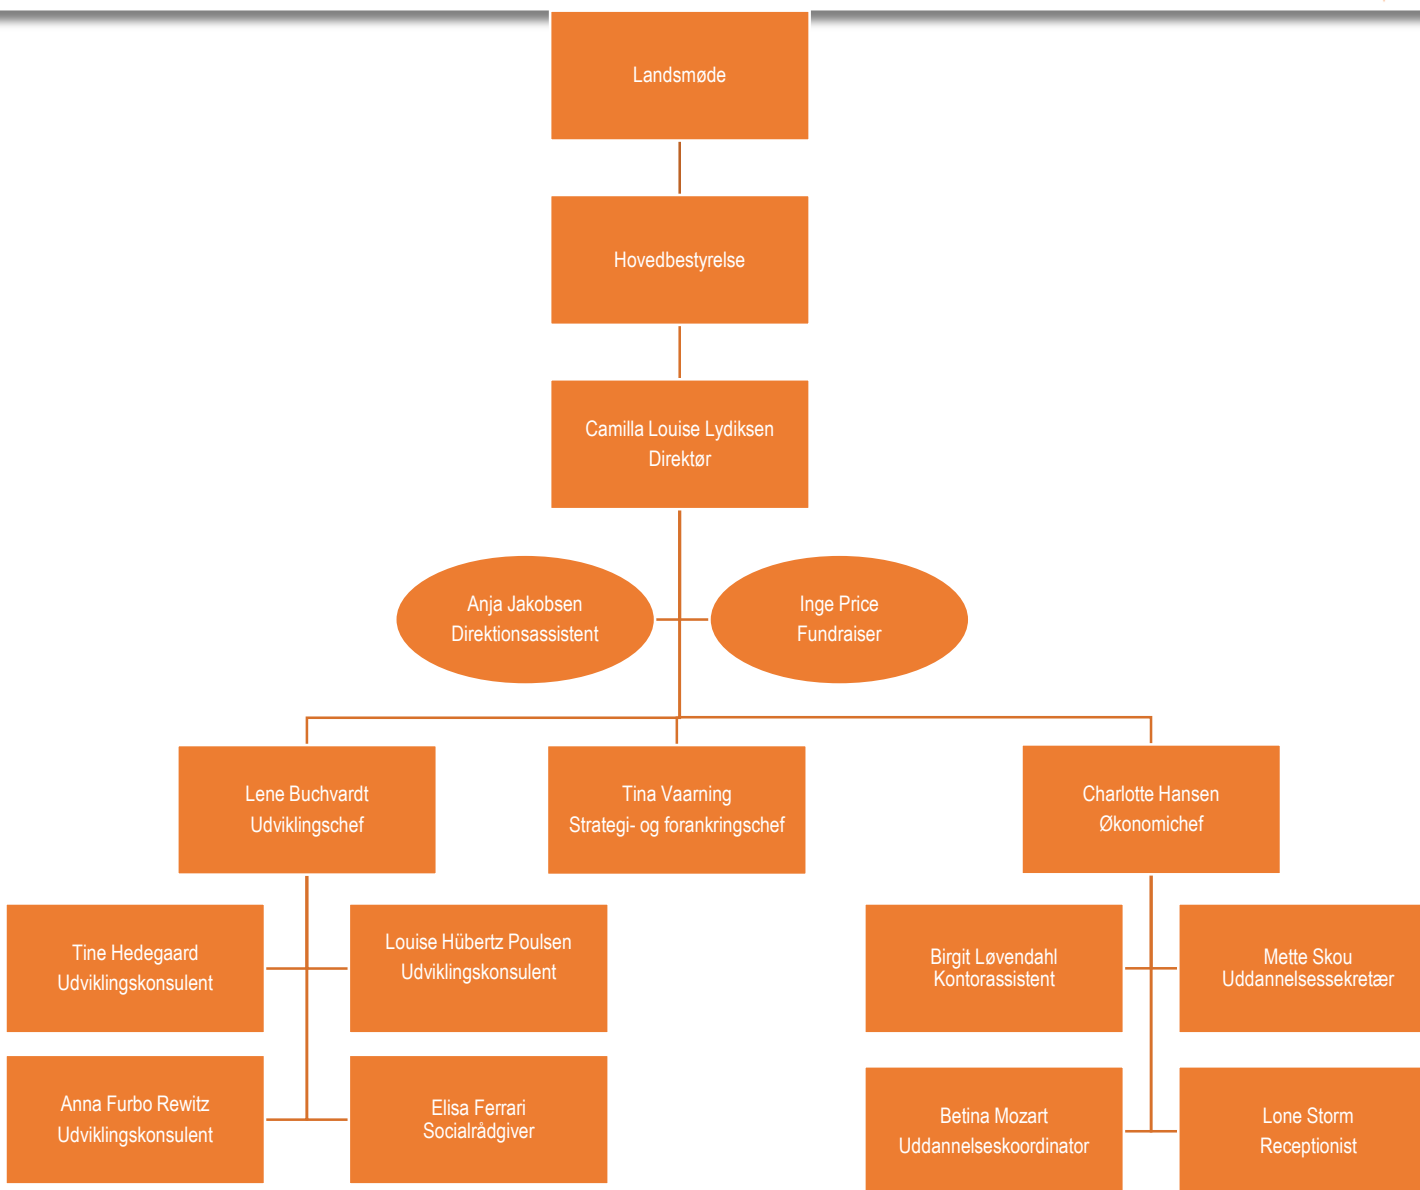 Landsmøde
Hovedbestyrelse
Camilla Louise Lydiksen
Direktør
Anja Jakobsen
Direktionsassistent
Inge Price
Fundraiser
Lene Buchvardt
Udviklingschef
Tina Vaarning
Strategi- og forankringschef
Charlotte Hansen
Økonomichef
Tine Hedegaard
Udviklingskonsulent
Louise Hübertz Poulsen
Udviklingskonsulent
Birgit Løvendahl
Kontorassistent
Mette Skou
Uddannelsessekretær
Anna Furbo Rewitz
Udviklingskonsulent
Elisa Ferrari
Socialrådgiver
Betina Mozart
Uddannelseskoordinator
Lone Storm
Receptionist